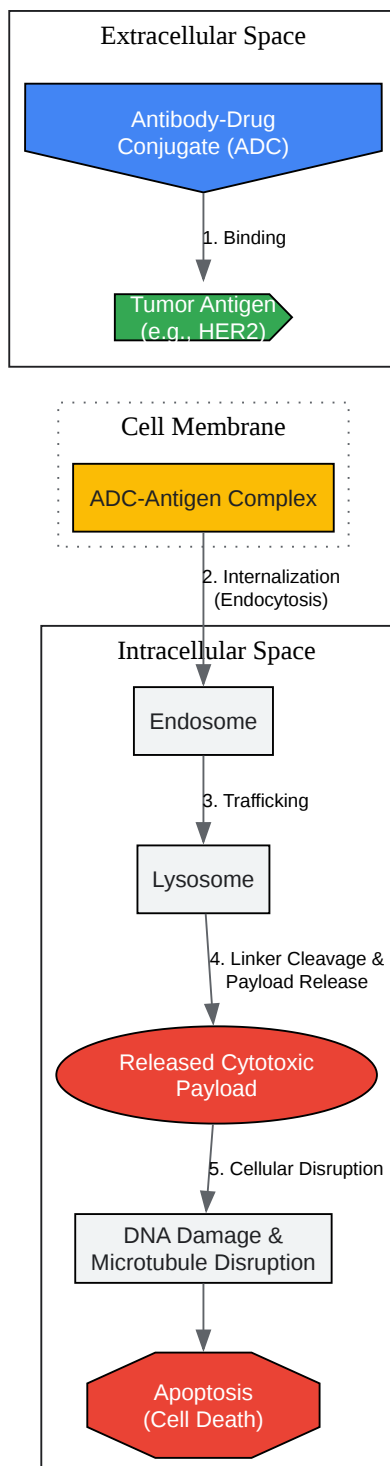 Extracellular Space
Antibody-Drug
Conjugate (ADC)
1. Binding
Tumor Antigen
(e.g., HER2)
Cell Membrane
ADC-Antigen Complex
2. Internalization
(Endocytosis)
Intracellular Space
Endosome
3. Trafficking
Lysosome
4. Linker Cleavage &
Payload Release
Released Cytotoxic
Payload
5. Cellular Disruption
DNA Damage &
Microtubule Disruption
Apoptosis
(Cell Death)